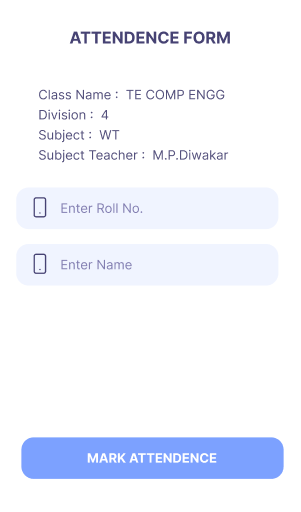 ATTENDENCE FORM
Class Name :  TE COMP ENGG
Division :  4
Subject :  WT
Subject Teacher :  M.P.Diwakar
Enter Roll No.
Enter Name
MARK ATTENDENCE